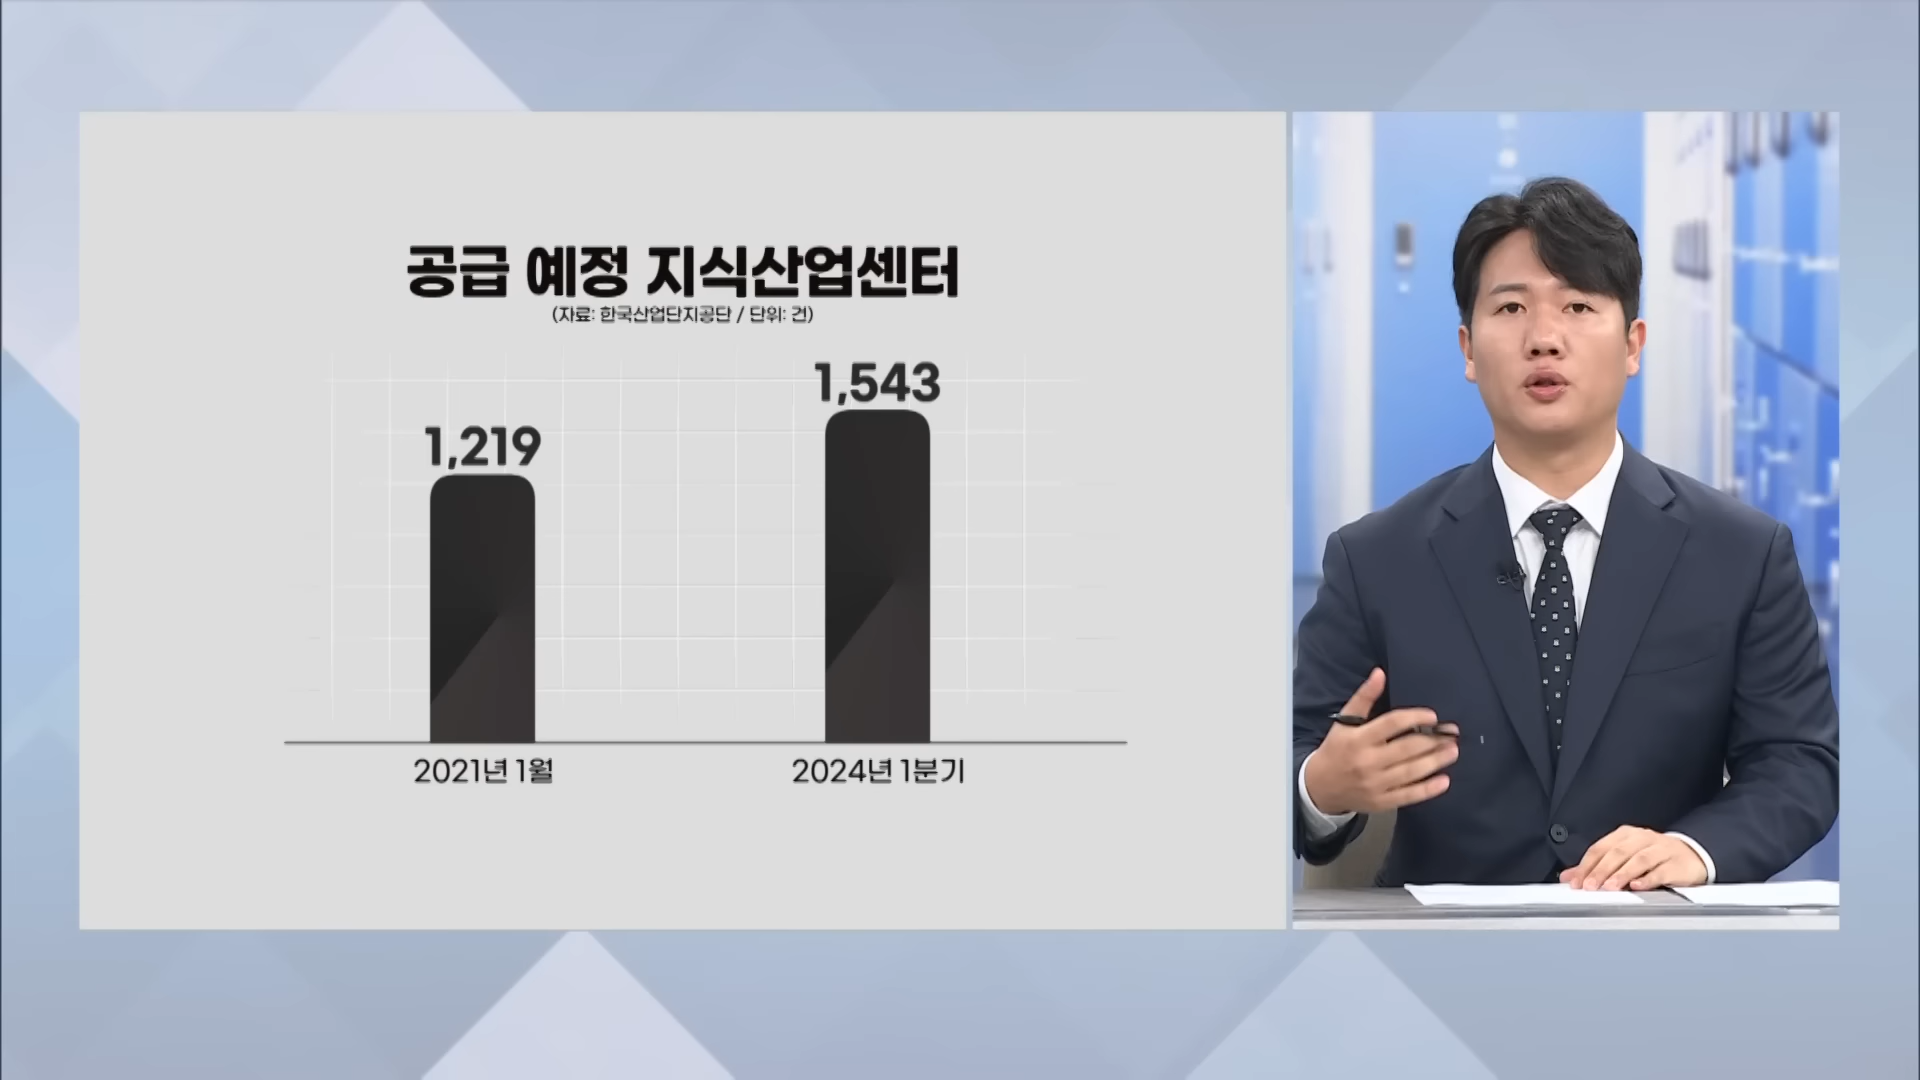 공급 예정 지식산업센터
(자료: 한국산업단지공단 / 단위: 건)
1,219
1,543
2021년 1월
2024년 1분기